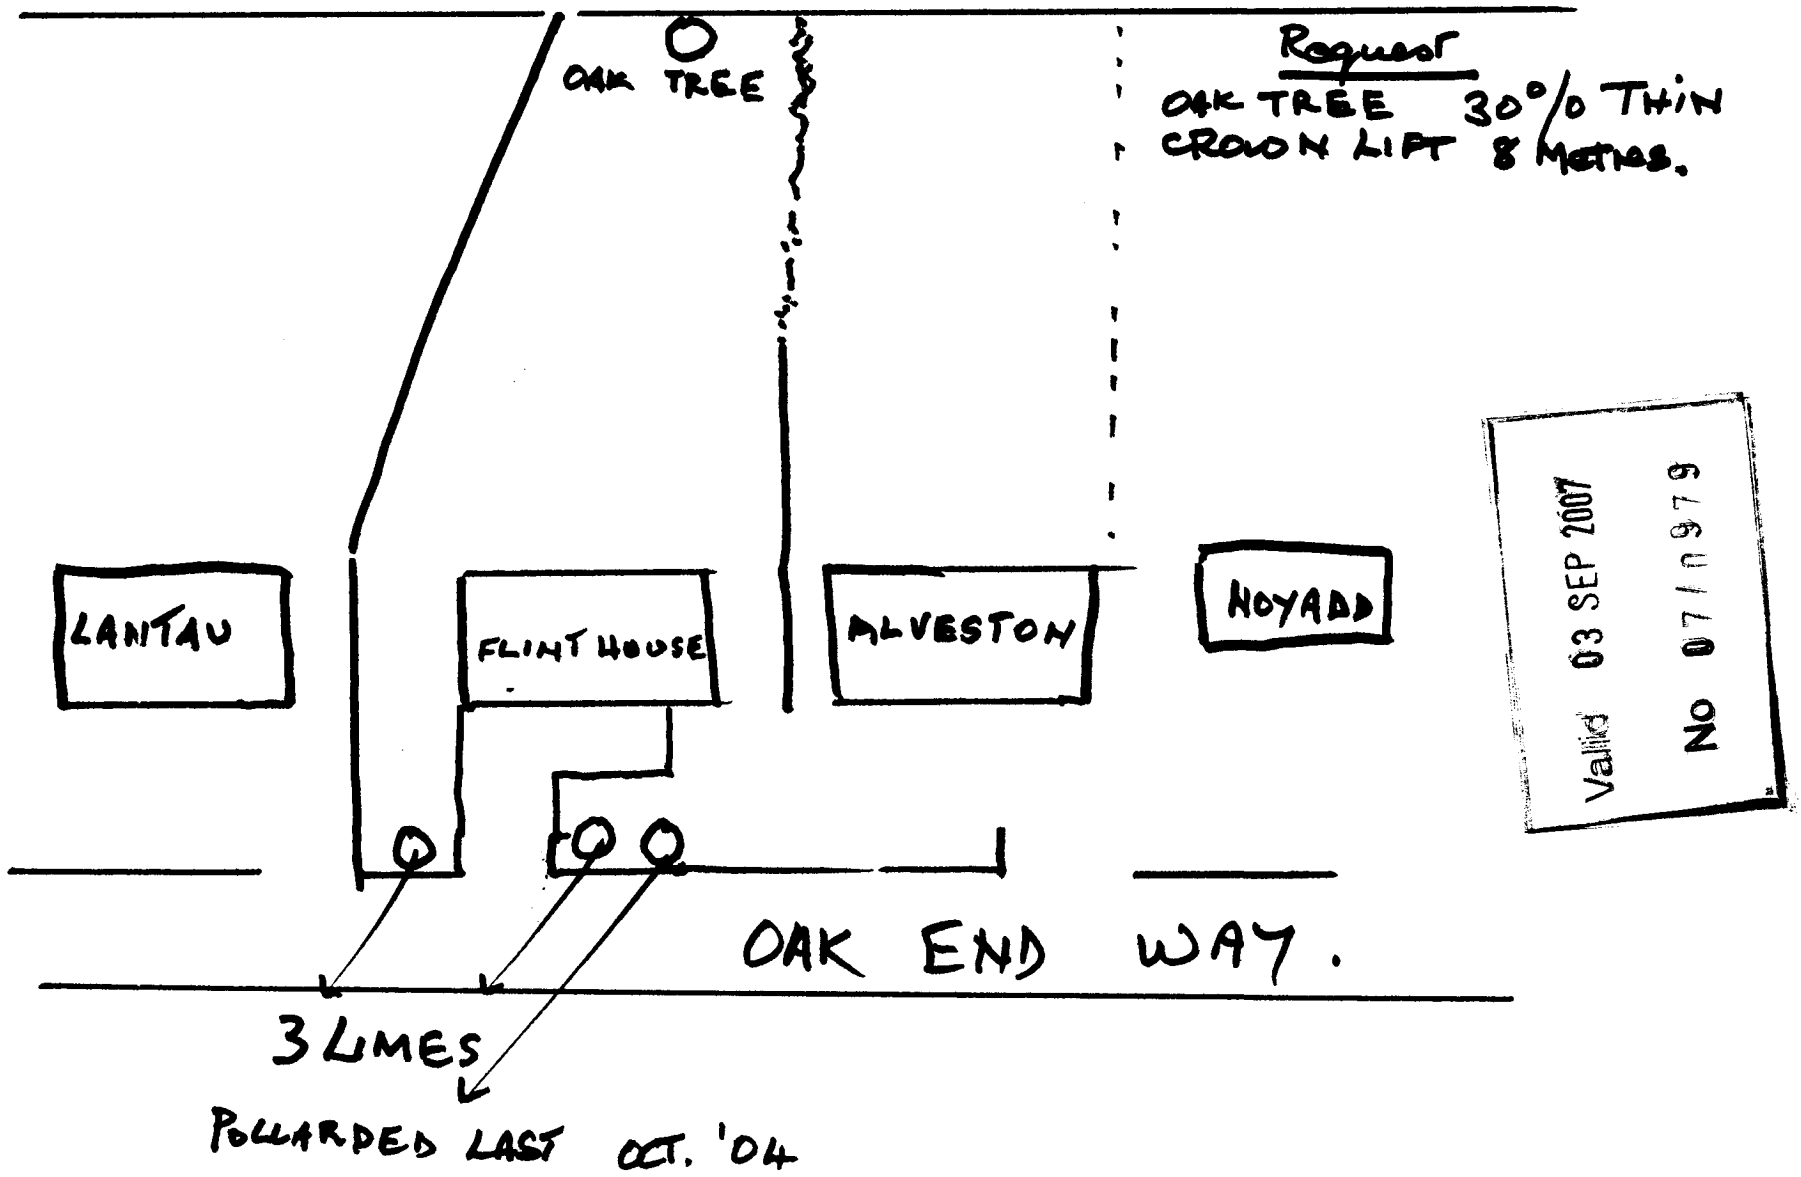 Request
OAK TREE 30% THIN
CROWN LIFT 8 METRES.
OAK TREE
LANTAU
FLINT HOUSE
ALVESTON
NOYADD
Valid 03 SEP 2007
No 07/0979
OAK END WAY.
3 LIMES
POLLARDED LAST OCT. '04